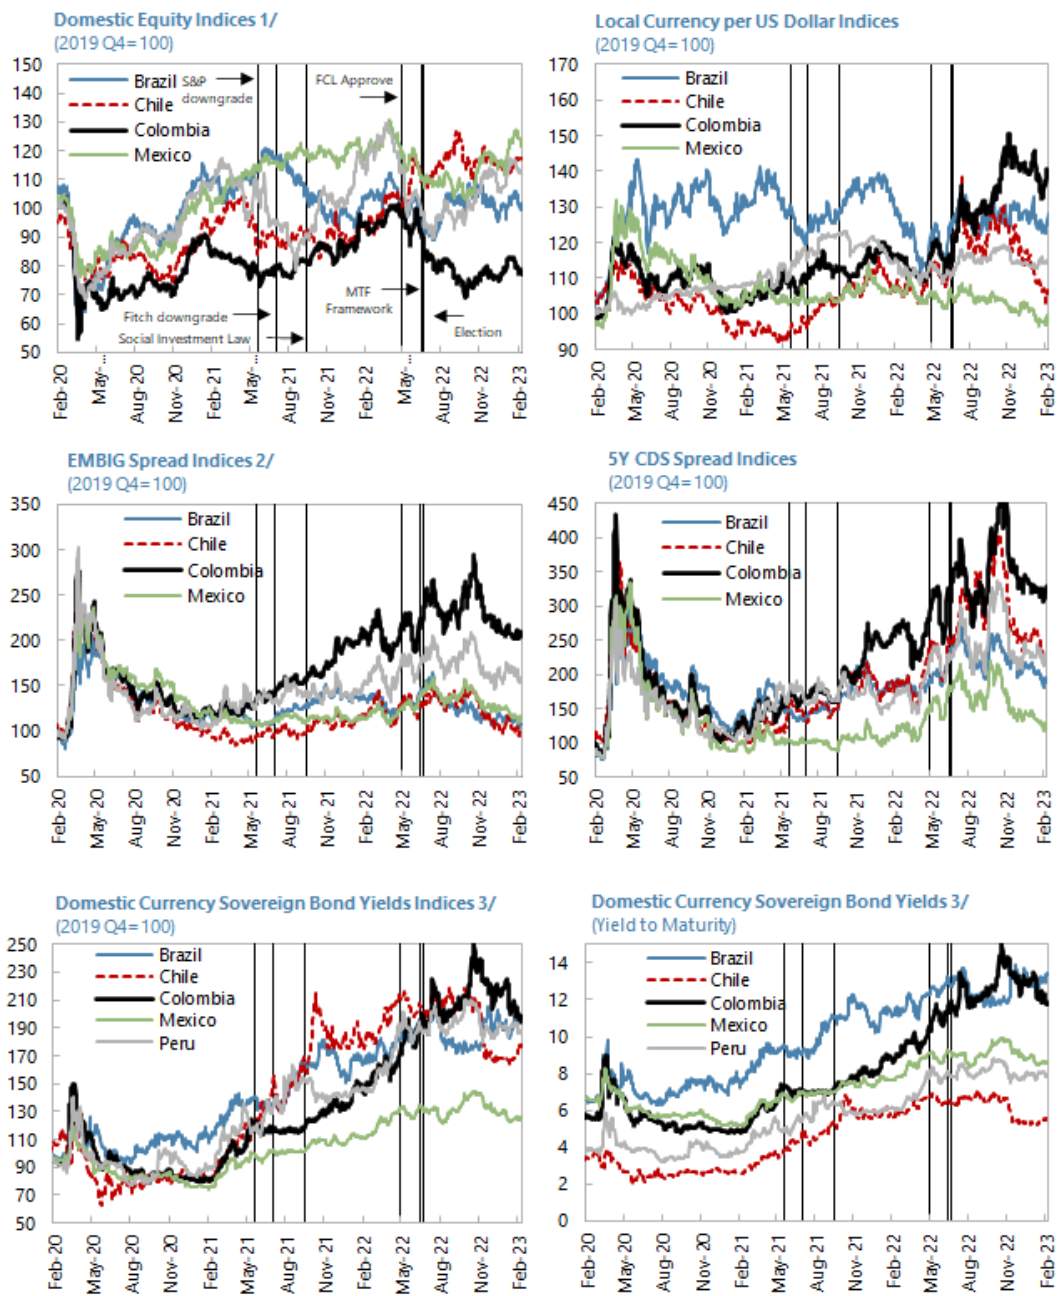 Domestic Equity Indices 1/
(2019 Q4=100)
150
140
130
120
110
100
90
80
70
60
50
Brazil
Chile
Colombia
Mexico
S&P
downgrade
FCL Approve
Fitch downgrade
Social Investment Law
MTF
Framework
Election
Feb-20
May-...
Aug-20
Nov-20
Feb-21
May-...
Aug-21
Nov-21
Feb-22
May-...
Aug-22
Nov-22
Feb-23
Local Currency per US Dollar Indices
(2019 Q4=100)
170
160
150
140
130
120
110
100
90
Brazil
Chile
Colombia
Mexico
Feb-20
May-20
Aug-20
Nov-20
Feb-21
May-21
Aug-21
Nov-21
Feb-22
May-22
Aug-22
Nov-22
Feb-23
EMBIG Spread Indices 2/
(2019 Q4=100)
350
300
250
200
150
100
50
Brazil
Chile
Colombia
Mexico
Feb-20
May-20
Aug-20
Nov-20
Feb-21
May-21
Aug-21
Nov-21
Feb-22
May-22
Aug-22
Nov-22
Feb-23
5Y CDS Spread Indices
(2019 Q4=100)
450
400
350
300
250
200
150
100
50
Brazil
Chile
Colombia
Mexico
Feb-20
May-20
Aug-20
Nov-20
Feb-21
May-21
Aug-21
Nov-21
Feb-22
May-22
Aug-22
Nov-22
Feb-23
Domestic Currency Sovereign Bond Yields Indices 3/
(2019 Q4=100)
250
230
210
190
170
150
130
110
90
70
50
Brazil
Chile
Colombia
Mexico
Peru
Feb-20
May-20
Aug-20
Nov-20
Feb-21
May-21
Aug-21
Nov-21
Feb-22
May-22
Aug-22
Nov-22
Feb-23
Domestic Currency Sovereign Bond Yields 3/
(Yield to Maturity)
14
12
10
8
6
4
2
0
Brazil
Chile
Colombia
Mexico
Peru
Feb-20
May-20
Aug-20
Nov-20
Feb-21
May-21
Aug-21
Nov-21
Feb-22
May-22
Aug-22
Nov-22
Feb-23